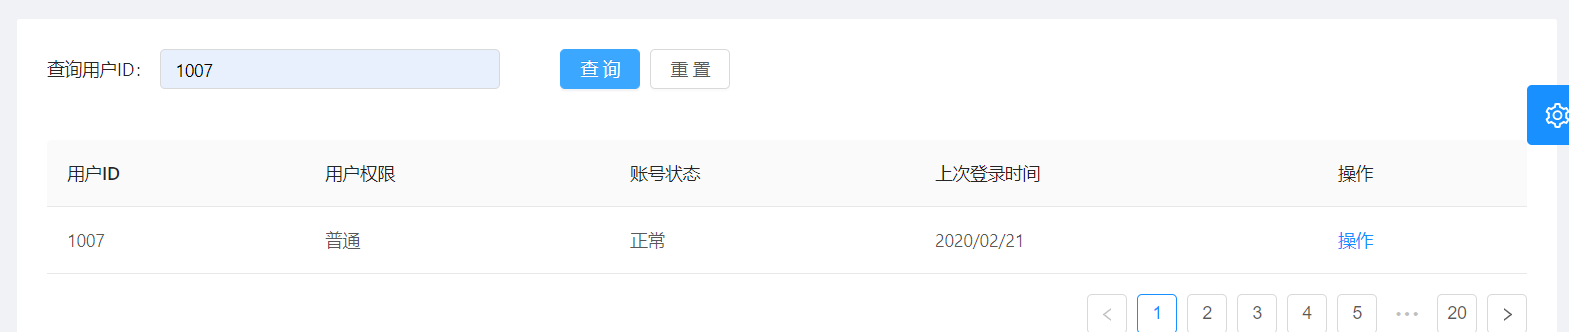 查询用户ID： 1007 查 询 重 置
用户ID 用户权限 账号状态 上次登录时间 操作
1007 普通 正常 2020/02/21 操作
< 1 2 3 4 5 ••• 20 >